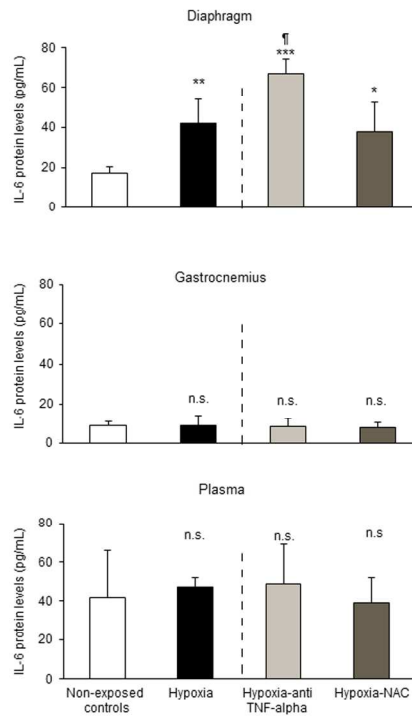 Diaphragm
IL-6 protein levels (pg/mL)
80
60
40
20
0
**
¶
***
*
Gastrocnemius
IL-6 protein levels (pg/mL)
80
60
40
20
0
n.s.
n.s.
n.s.
Plasma
IL-6 protein levels (pg/mL)
80
60
40
20
0
n.s.
n.s.
n.s
Non-exposed
controls
Hypoxia
Hypoxia-anti
TNF-alpha
Hypoxia-NAC